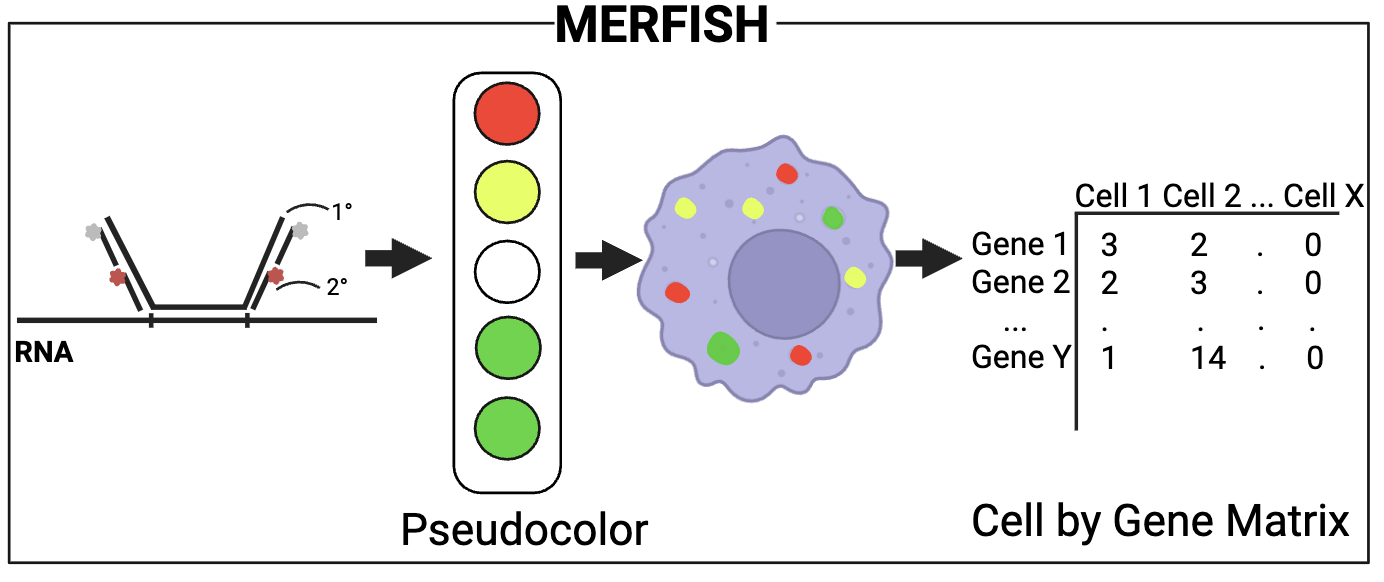 MERFISH
1°
2°
RNA
Pseudocolor
Cell 1 Cell 2 ... Cell X
Gene 1 3 2 . 0
Gene 2 2 3 . 0
... . . . .
Gene Y 1 14 . 0
Cell by Gene Matrix